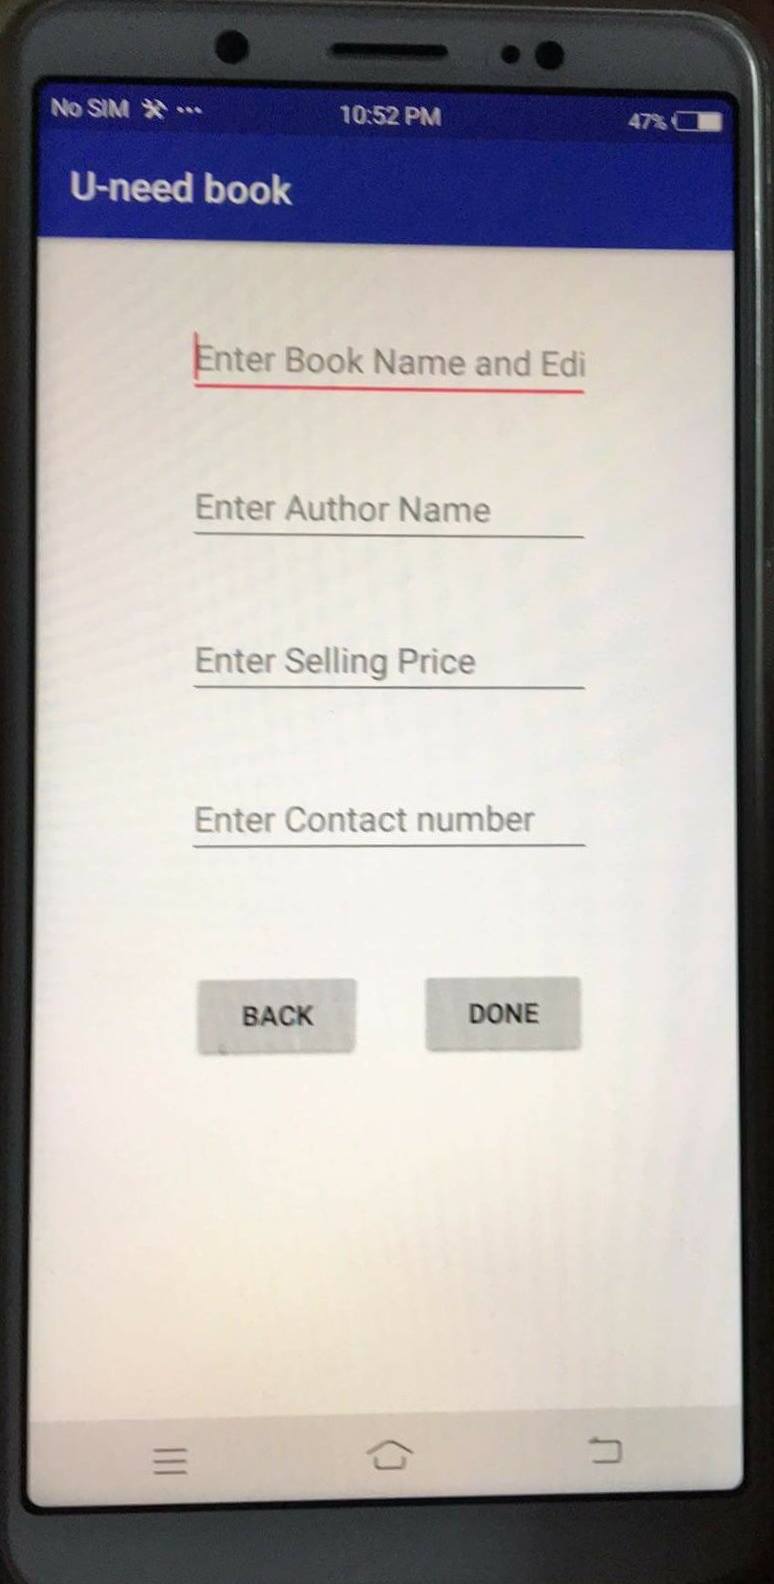 No SIM ... 10:52 PM 47%
U-need book
Enter Book Name and Edi
Enter Author Name
Enter Selling Price
Enter Contact number
BACK DONE